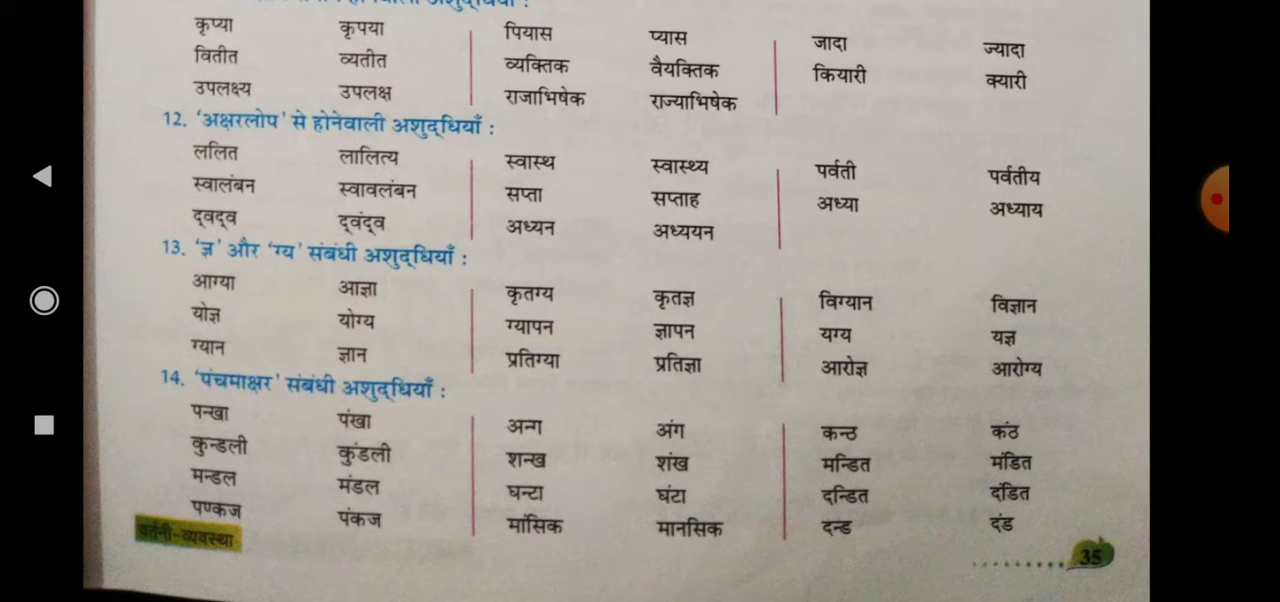 कृप्या कृपया पियास प्यास जादा ज्यादा
वितीत व्यतीत व्यक्तिक वैयक्तिक कियारी क्यारी
उपलक्ष्य उपलक्ष राजाभिषेक राज्याभिषेक
12. ‘अक्षरलोप’ से होनेवाली अशुद्धियाँ :
ललित लालित्य स्वास्थ स्वास्थ्य पर्वती पर्वतीय
स्वालंबन स्वावलंबन सप्ता सप्ताह अध्या अध्याय
द्वद्व द्वंद्व अध्यन अध्ययन
13. ‘ज्ञ’ और ‘ग्य’ संबंधी अशुद्धियाँ :
आग्या आज्ञा कृतग्य कृतज्ञ विग्यान विज्ञान
योज्ञ योग्य ग्यापन ज्ञापन यग्य यज्ञ
ग्यान ज्ञान प्रतिग्या प्रतिज्ञा आरोज्ञ आरोग्य
14. ‘पंचमाक्षर’ संबंधी अशुद्धियाँ :
पन्खा पंखा अन्ग अंग कन्ठ कंठ
कुन्डली कुंडली शन्ख शंख मन्डित मंडित
मन्डल मंडल घन्टा घंटा दन्डित दंडित
पण्कज पंकज मांसिक मानसिक दन्ड दंड
वर्तनी-व्यवस्था
35